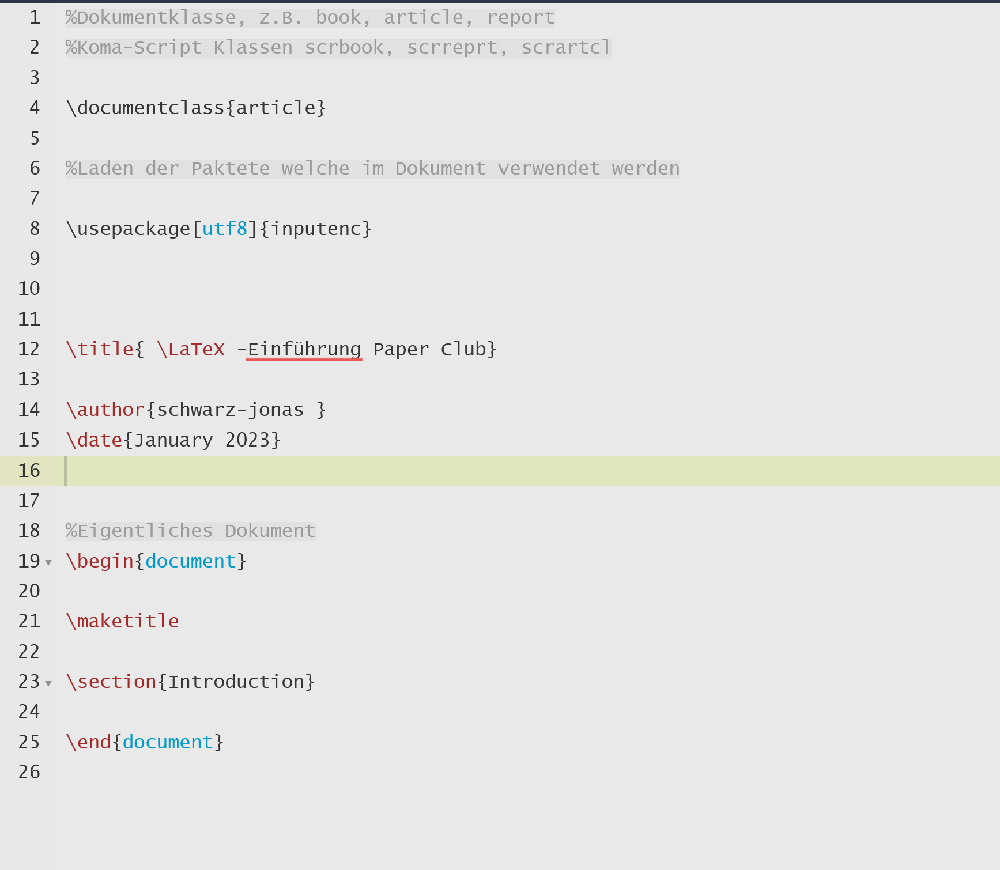 1 %Dokumentklasse, z.B. book, article, report
2 %Koma-Script Klassen scrbook, scrreprt, scrartcl
3
4 \documentclass{article}
5
6 %Laden der Paktete welche im Dokument verwendet werden
7
8 \usepackage[utf8]{inputenc}
9
10
11
12 \title{ \LaTeX -Einführung Paper Club}
13
14 \author{schwarz-jonas }
15 \date{January 2023}
16
17
18 %Eigentliches Dokument
19 \begin{document}
20
21 \maketitle
22
23 \section{Introduction}
24
25 \end{document}
26